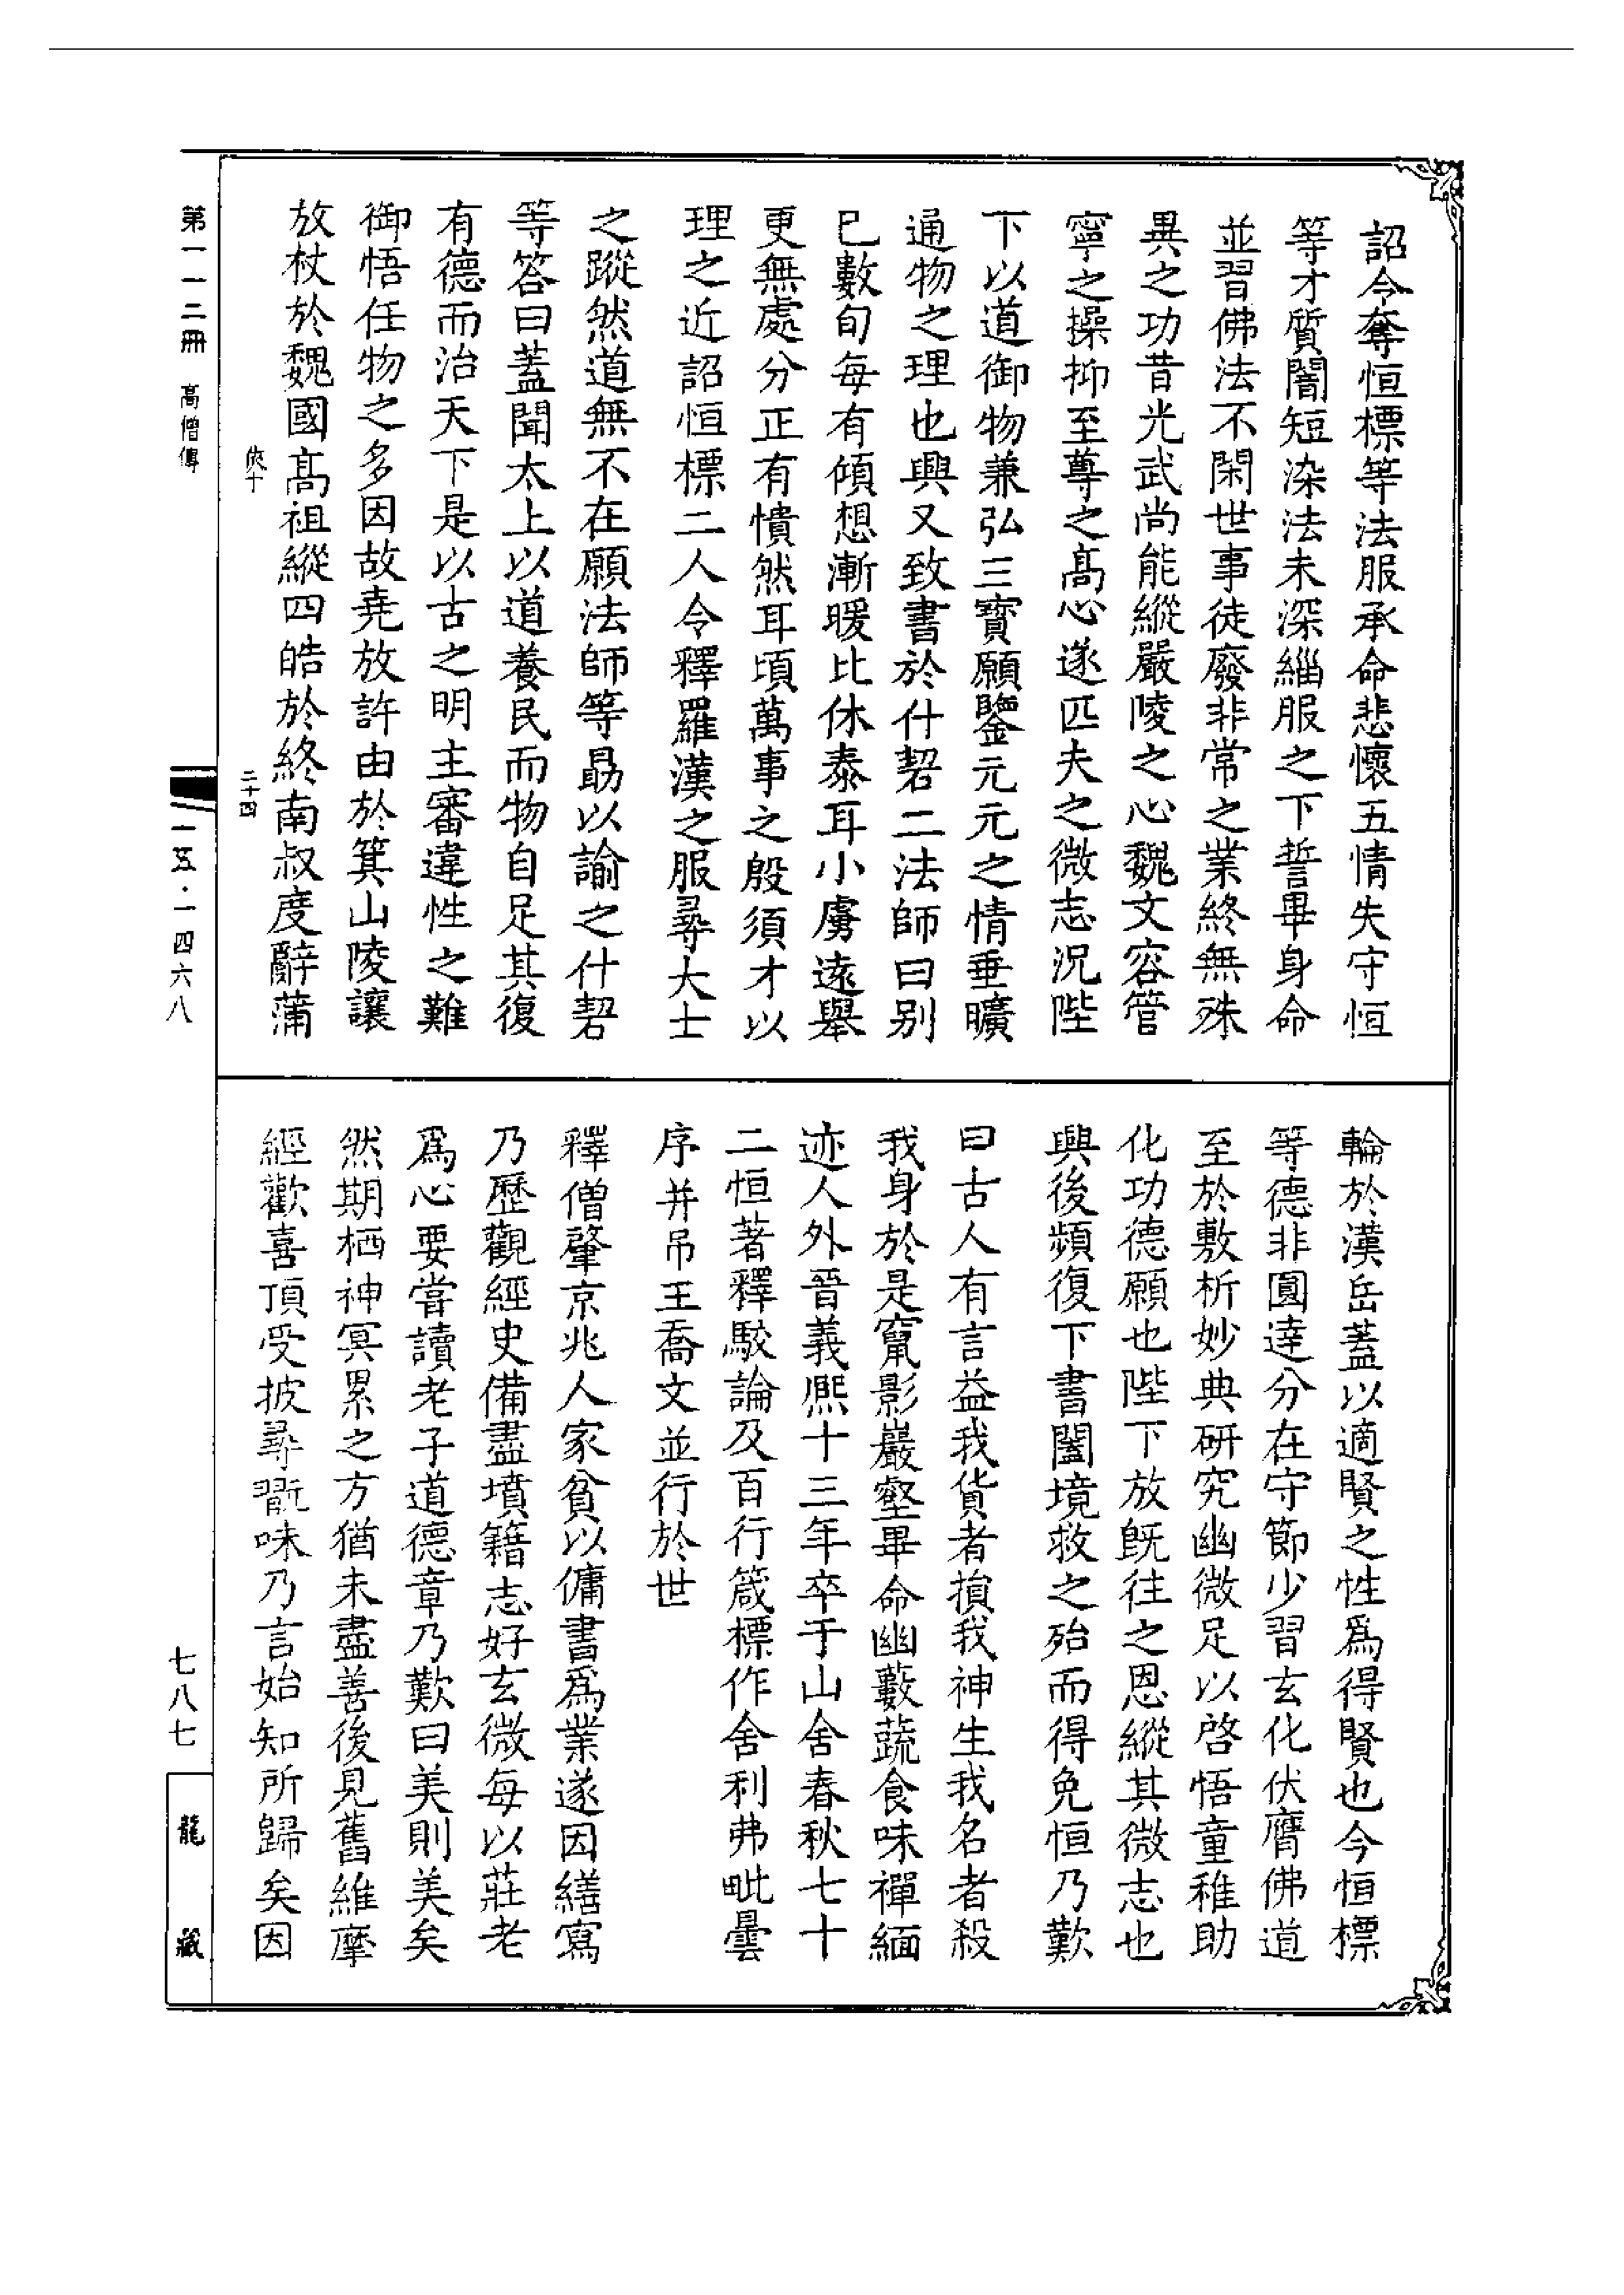 詔令奪恒標等法服承命悲懷五情失守恒
等才質闇短染法未深緇服之下誓畢身命
並習佛法不閑世事徒廢非常之業終無殊
異之功昔光武尚能縱嚴陵之心魏文容管
寧之操抑至尊之高心遂匹夫之微志況陛
下以道御物兼弘三寶願鑒元元之情垂曠
通物之理也興又致書於什䂮二法師曰别
已數旬每有傾想漸暖比休泰耳小虜遠舉
更無處分正有憒然耳頃萬事之殷須才以
理之近詔恒標二人令釋羅漢之服尋大士
之蹤然道無不在願法師等勗以諭之什䂮
等答曰蓋聞太上以道養民而物自足其復
有德而治天下是以古之明主審違性之難
御悟任物之多因故堯放許由於箕山陵讓
放杖於魏國高祖縱四皓於終南叔度辭蒲
輪於漢岳蓋以適賢之性爲得賢也今恒標
等德非圓達分在守節少習玄化伏膺佛道
至於敷析妙典研究幽微足以啓悟童稚助
化功德願也陛下放旣往之恩縱其微志也
興後頻復下書闔境救之殆而得免恒乃歎
曰古人有言益我貨者損我神生我名者殺
我身於是竄影巖壑畢命幽藪蔬食味禪緬
迹人外晉義熙十三年卒于山舍春秋七十
二恒著釋駁論及百行箴標作舍利弗毗曇
序并吊王喬文並行於世
釋僧肇京兆人家貧以傭書爲業遂因繕寫
乃歷觀經史備盡墳籍志好玄微每以莊老
爲心要嘗讀老子道德章乃歎曰美則美矣
然期栖神冥累之方猶未盡善後見舊維摩
經歡喜頂受披尋翫味乃言始知所歸矣因
第一一二冊 高僧傳
俠十
二十四
一五·一四六八
七八七
龍藏